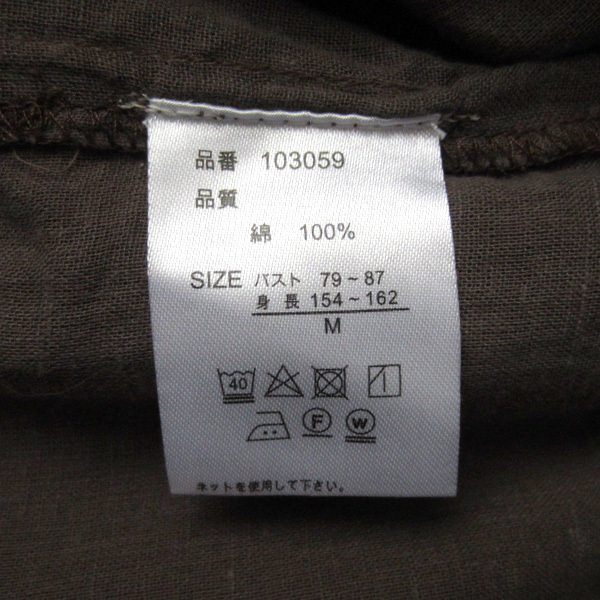 品番 103059
品質
綿 100%
SIZE バスト 79~87
身長 154~162
M
40
F W
ネットを使用して下さい。